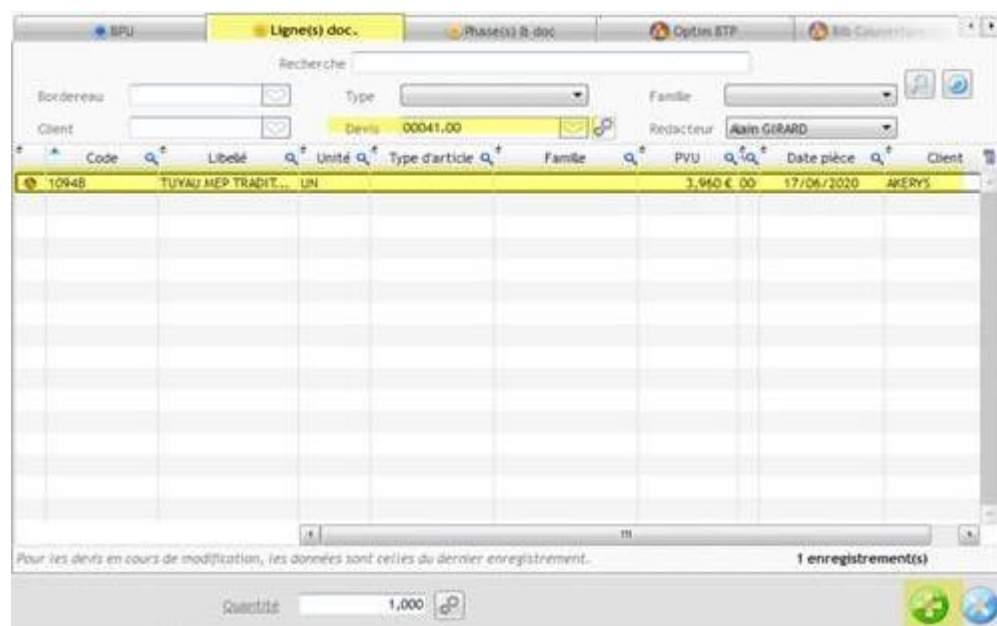 BPU Ligne(s) doc. Phase(s) & doc Optim BTP Bib Couverture
Recherche
Bordereau Type Famille
Client Devis 00041.00 Redacteur Alain GIRARD
Code Libellé Unité Type d'article Famille PVU Date pièce Client
1094B TUYAU MEP TRADIT... UN 3,960 € 00 17/06/2020 AKERYS
Pour les devis en cours de modification, les données sont celles du dernier enregistrement. 1 enregistrement(s)
Quantité 1,000